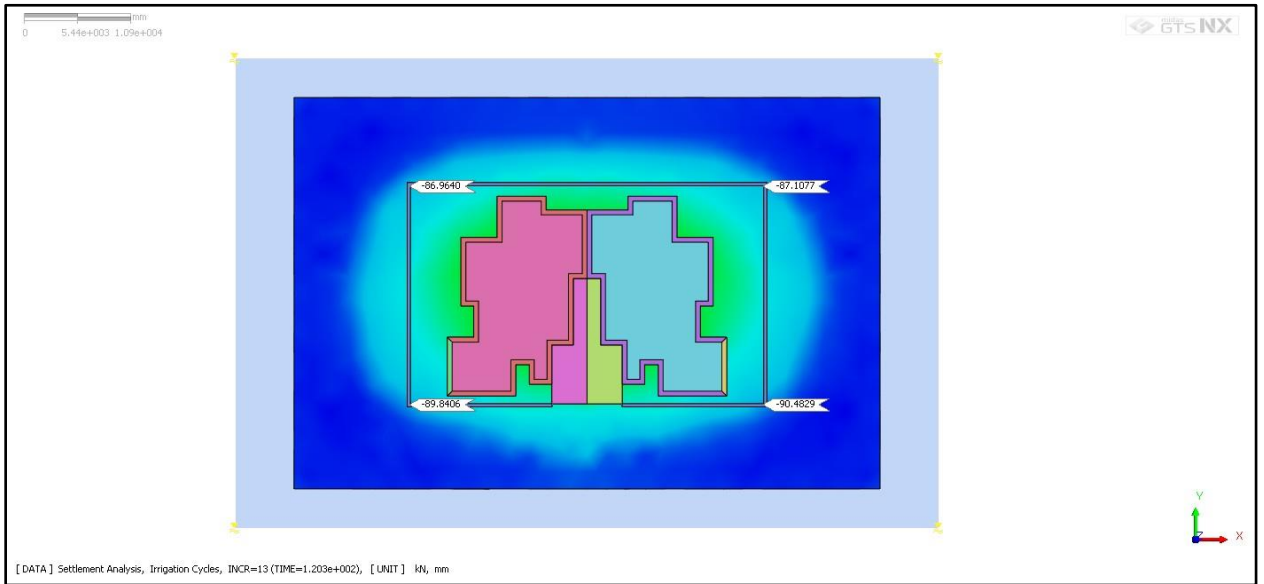 mm
0 5.44e+003 1.09e+004
midas
GTS NX
-86.9640 -87.1077
-89.8406 -90.4829
Y
Z X
[ DATA ] Settlement Analysis, Irrigation Cycles, INCR=13 (TIME=1.203e+002), [ UNIT ] kN, mm